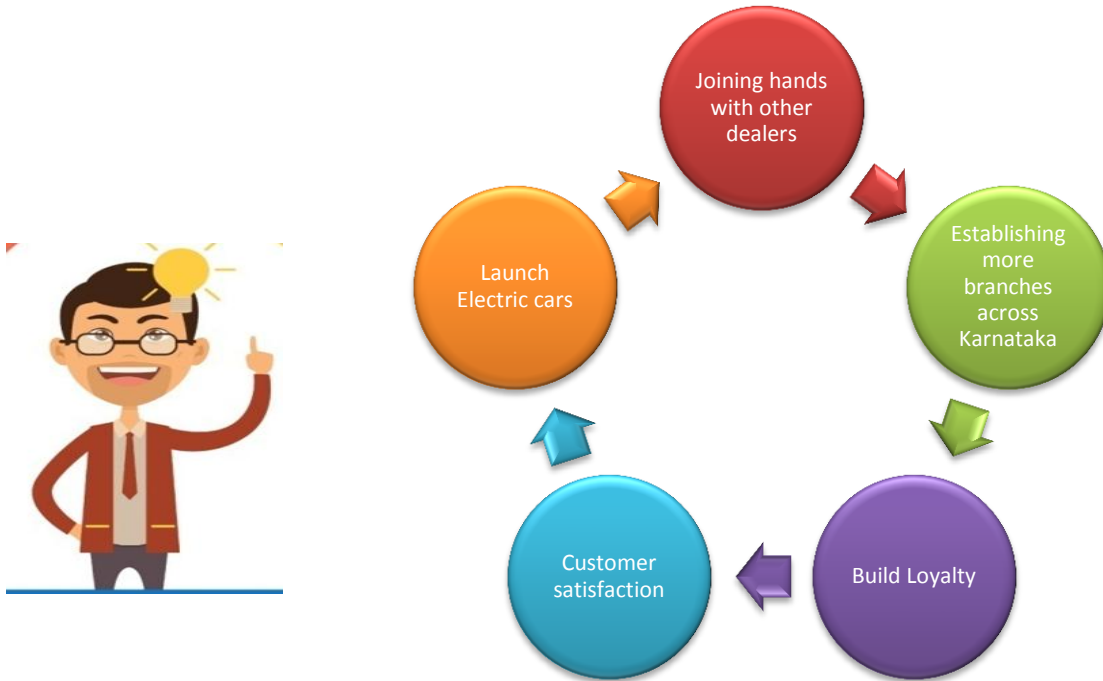 Joining hands
with other
dealers
Establishing
more
branches
across
Karnataka
Build Loyalty
Customer
satisfaction
Launch
Electric cars